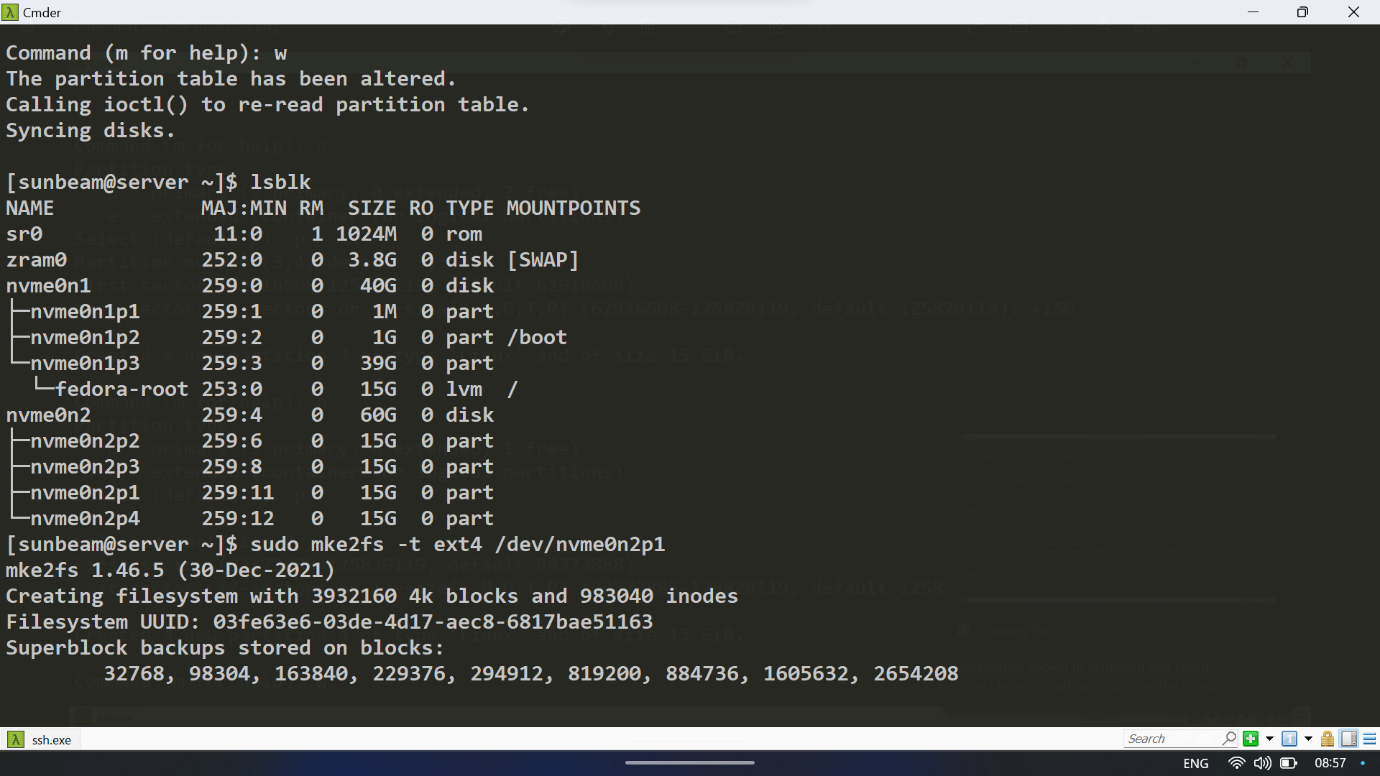 Cmder
Command (m for help): w
The partition table has been altered.
Calling ioctl() to re-read partition table.
Syncing disks.
[sunbeam@server ~]$ lsblk
NAME            MAJ:MIN RM  SIZE RO TYPE MOUNTPOINTS
sr0              11:0    1 1024M  0 rom
zram0           252:0    0  3.8G  0 disk [SWAP]
nvme0n1         259:0    0   40G  0 disk
├─nvme0n1p1     259:1    0    1M  0 part
├─nvme0n1p2     259:2    0    1G  0 part /boot
└─nvme0n1p3     259:3    0   39G  0 part
  └─fedora-root 253:0    0   15G  0 lvm  /
nvme0n2         259:4    0   60G  0 disk
├─nvme0n2p2     259:6    0   15G  0 part
├─nvme0n2p3     259:8    0   15G  0 part
├─nvme0n2p1     259:11   0   15G  0 part
└─nvme0n2p4     259:12   0   15G  0 part
[sunbeam@server ~]$ sudo mke2fs -t ext4 /dev/nvme0n2p1
mke2fs 1.46.5 (30-Dec-2021)
Creating filesystem with 3932160 4k blocks and 983040 inodes
Filesystem UUID: 03fe63e6-03de-4d17-aec8-6817bae51163
Superblock backups stored on blocks:
        32768, 98304, 163840, 229376, 294912, 819200, 884736, 1605632, 2654208
ssh.exe
Search
ENG
08:57